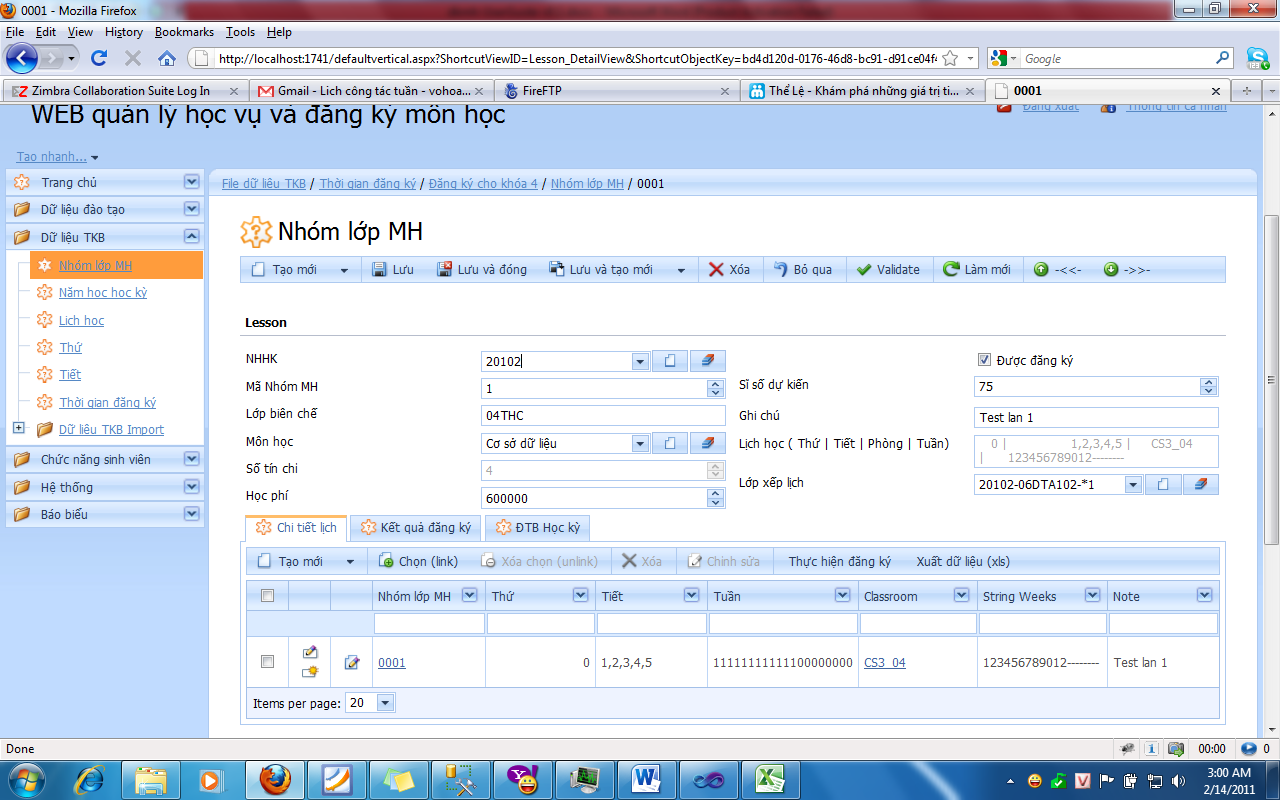 0001 - Mozilla Firefox
File Edit View History Bookmarks Tools Help
http://localhost:1741/defaultvertical.aspx?ShortcutViewID=Lesson_DetailView&ShortcutObjectKey=bd4d120d-0176-46d8-bc91-d91ce04f4
Google
Zimbra Collaboration Suite Log In
Gmail - Lich công tác tuần - vohoa...
FireFTP
Thể Lệ - Khám phá những giá trị ti...
0001
WEB quản lý học vụ và đăng ký môn học
Đăng xuất Thông tin cá nhân
Tạo nhanh...
Trang chủ
Dữ liệu đào tạo
Dữ liệu TKB
Nhóm lớp MH
Năm học học kỳ
Lịch học
Thứ
Tiết
Thời gian đăng ký
Dữ liệu TKB Import
Chức năng sinh viên
Hệ thống
Báo biểu
File dữ liệu TKB / Thời gian đăng ký / Đăng ký cho khóa 4 / Nhóm lớp MH / 0001
Nhóm lớp MH
Tạo mới Lưu Lưu và đóng Lưu và tạo mới Xóa Bỏ qua Validate Làm mới -<<- ->>-
Lesson
NHHK 20102
Mã Nhóm MH 1
Lớp biên chế 04THC
Môn học Cơ sở dữ liệu
Số tín chỉ 4
Học phí 600000
Được đăng ký
Sĩ số dự kiến 75
Ghi chú Test lan 1
Lịch học ( Thứ | Tiết | Phòng | Tuần) 0 | 1,2,3,4,5 | CS3_04
| 123456789012--------
Lớp xếp lịch 20102-06DTA102-*1
Chi tiết lịch Kết quả đăng ký ĐTB Học kỳ
Tạo mới Chọn (link) Xóa chọn (unlink) Xóa Chỉnh sửa Thực hiện đăng ký Xuất dữ liệu (xls)
Nhóm lớp MH Thứ Tiết Tuần Classroom String Weeks Note
0001 0 1,2,3,4,5 11111111111100000000 CS3_04 123456789012-------- Test lan 1
Items per page: 20
Done
00:00 0
3:00 AM
2/14/2011